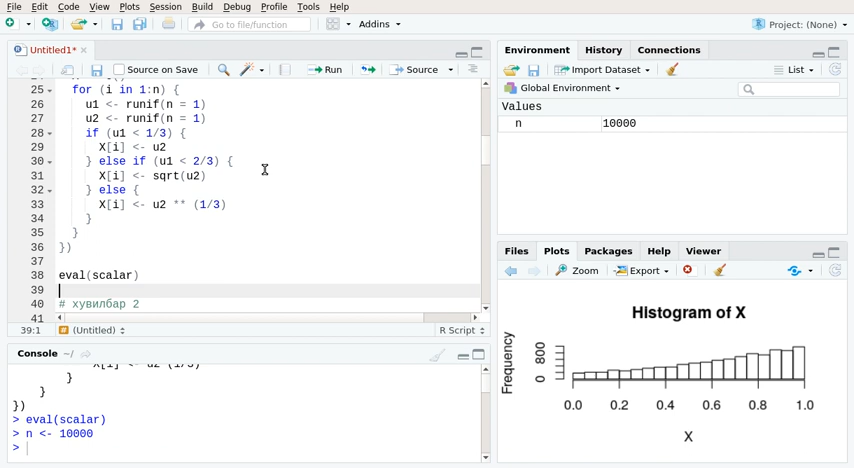 File Edit Code View Plots Session Build Debug Profile Tools Help
Go to file/function Addins Project: (None)
Untitled1*
Source on Save Run Source
25 for (i in 1:n) {
26 u1 <- runif(n = 1)
27 u2 <- runif(n = 1)
28 if (u1 < 1/3) {
29 X[i] <- u2
30 } else if (u1 < 2/3) {
31 X[i] <- sqrt(u2)
32 } else {
33 X[i] <- u2 ** (1/3)
34 }
35 }
36 })
37
38 eval(scalar)
39
40 # хувилбар 2
41
39:1 (Untitled) R Script
Console ~/
}
}
})
> eval(scalar)
> n <- 10000
>
Environment History Connections
Import Dataset List
Global Environment
Values
n 10000
Files Plots Packages Help Viewer
Zoom Export
Histogram of X
Frequency
0 800
0.0 0.2 0.4 0.6 0.8 1.0
X